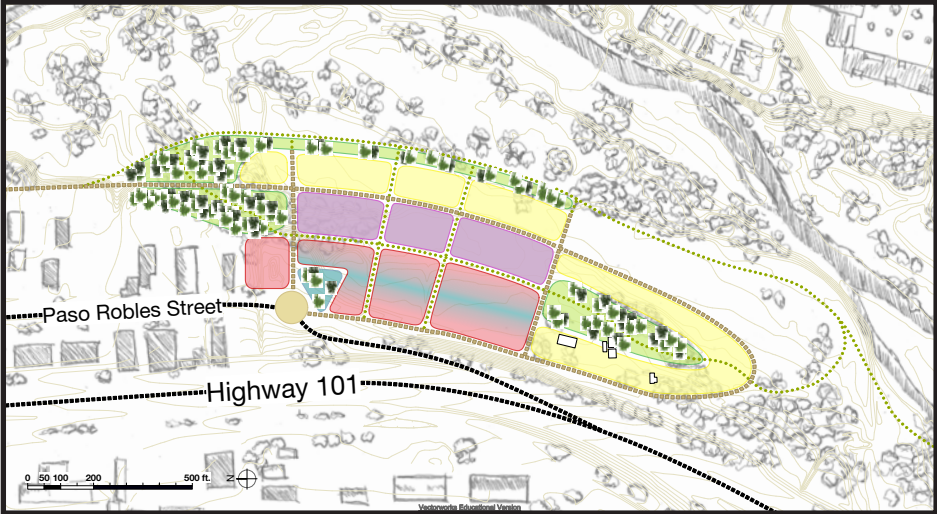 Paso Robles Street
Highway 101
0 50 100 200 500 ft.
N
Vectorworks Educational Version